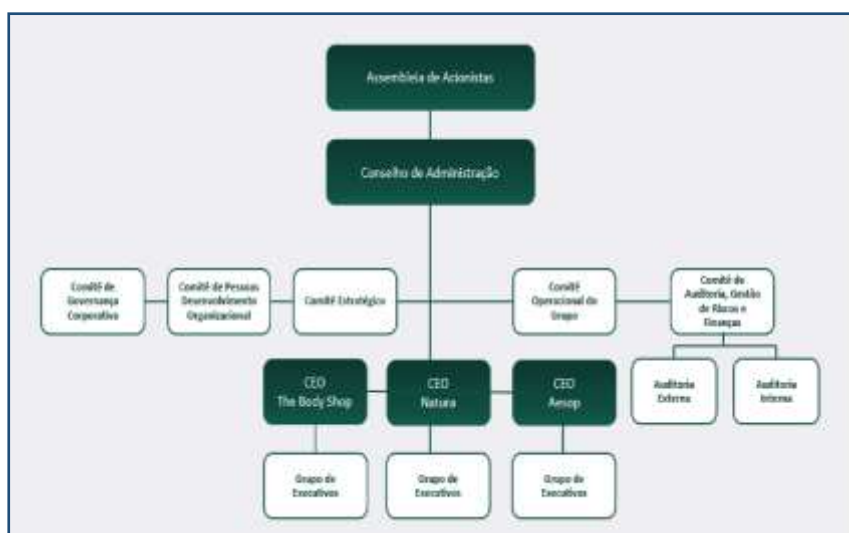 Assembleia de Acionistas
Conselho de Administração
Comitê de
Governança
Corporativo
Comitê de Pessoas
Desenvolvimento
Organizacional
Comitê Estratégico
Comitê
Operacional do
Grupo
Comitê de
Auditoria, Gestão
de Riscos e
Finanças
CEO
The Body Shop
CEO
Natura
CEO
Aesop
Auditoria
Externa
Auditoria
Interna
Grupo de
Executivos
Grupo de
Executivos
Grupo de
Executivos